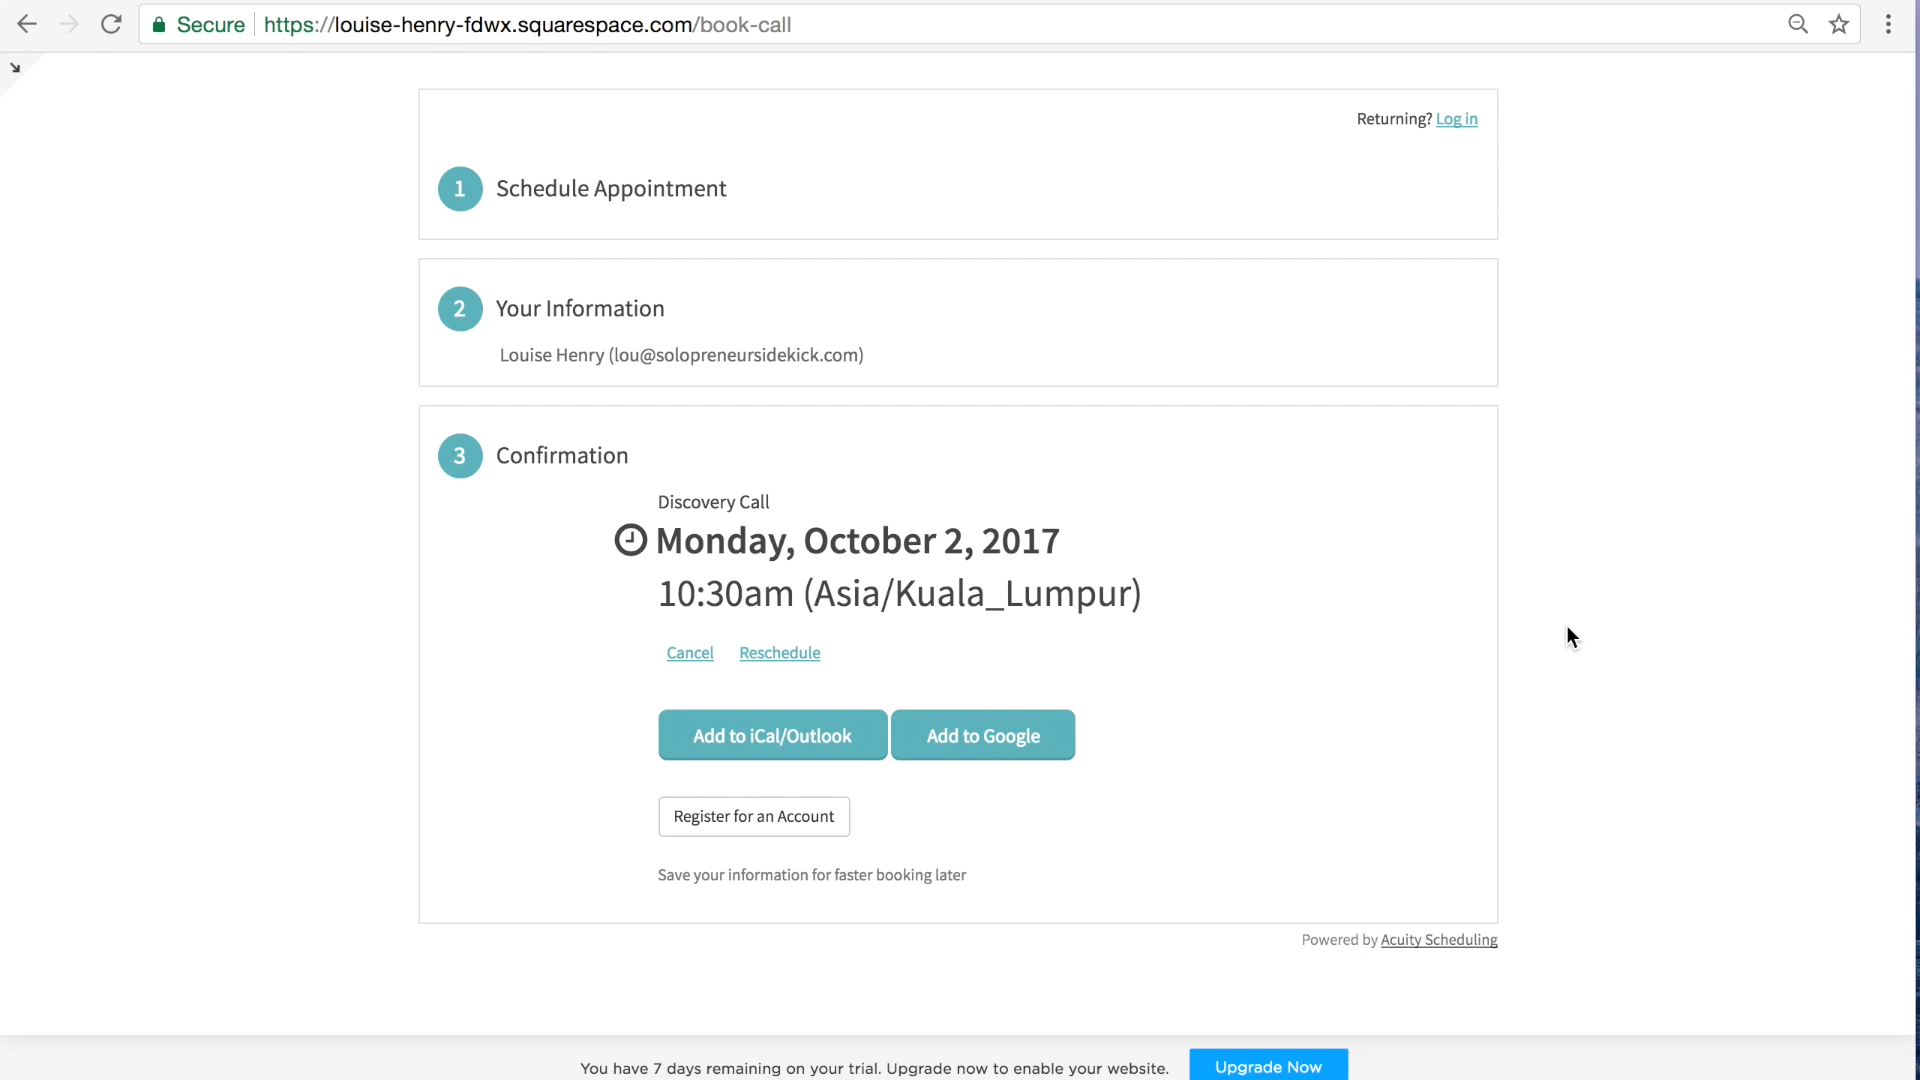 Secure https://louise-henry-fdwx.squarespace.com/book-call
Returning? Log in
1 Schedule Appointment
2 Your Information
Louise Henry (lou@solopreneursidekick.com)
3 Confirmation
Discovery Call
Monday, October 2, 2017
10:30am (Asia/Kuala_Lumpur)
Cancel Reschedule
Add to iCal/Outlook Add to Google
Register for an Account
Save your information for faster booking later
Powered by Acuity Scheduling
You have 7 days remaining on your trial. Upgrade now to enable your website. Upgrade Now